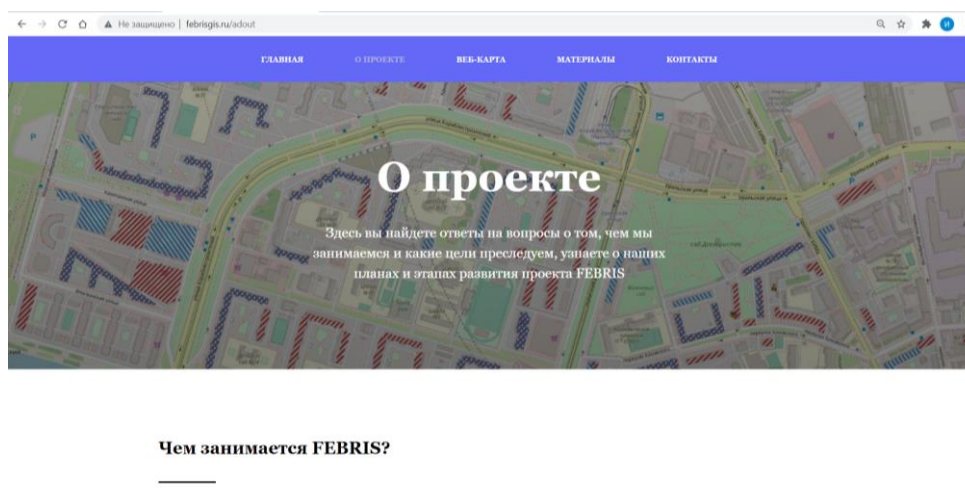 Не защищено | febrisgis.ru/adout
И
ГЛАВНАЯ О ПРОЕКТЕ ВЕБ-КАРТА МАТЕРИАЛЫ КОНТАКТЫ
О проекте
Здесь вы найдете ответы на вопросы о том, чем мы
занимаемся и какие цели преследуем, узнаете о наших
планах и этапах развития проекта FEBRIS
Чем занимается FEBRIS?